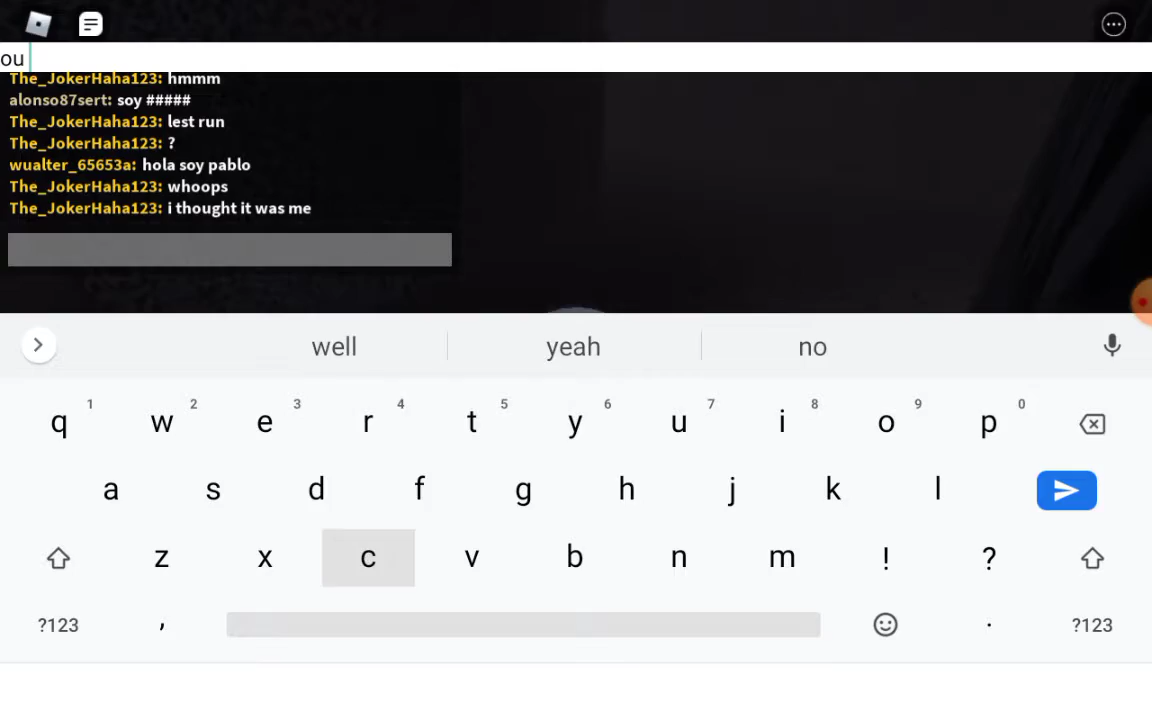 ou
The_JokerHaha123: hmmm
alonso87sert: soy #####
The_JokerHaha123: lest run
The_JokerHaha123: ?
wualter_65653a: hola soy pablo
The_JokerHaha123: whoops
The_JokerHaha123: i thought it was me
well yeah no
q 1 w 2 e 3 r 4 t 5 y 6 u 7 i 8 o 9 p 0
a s d f g h j k l
z x c v b n m ! ?
?123 , . ?123